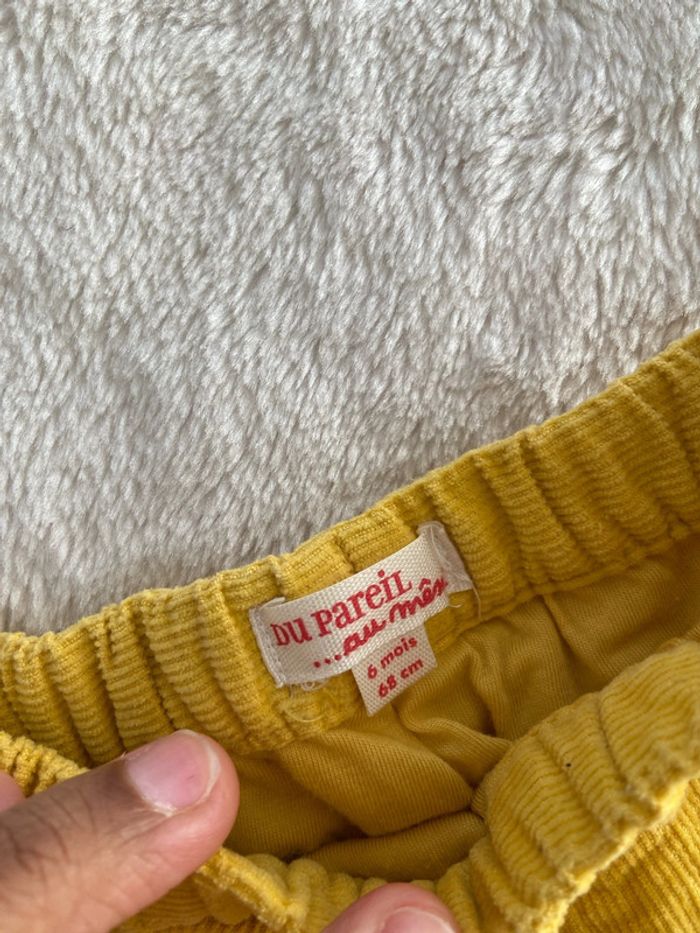 DU PAREIL
...au mêm
6 mois
68 cm